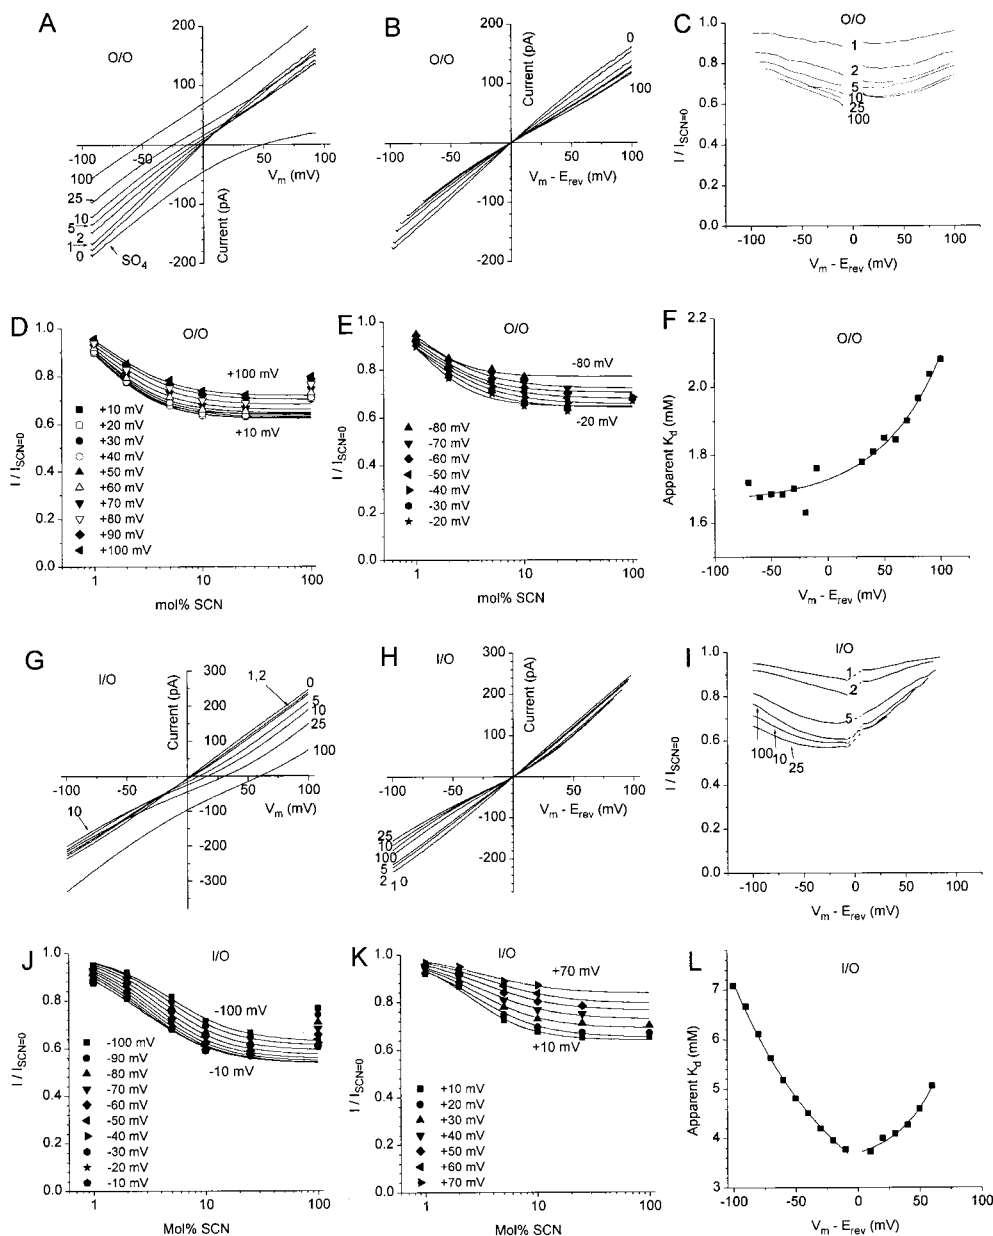 A
O/O
200
100
-100
-200
Current (pA)
-100
-50
0
50
100
Vm (mV)
Current (pA)
100
25
10
5
2
1
0
SO4
B
O/O
200
100
-100
-200
Current (pA)
0
100
-100
-50
0
50
100
Vm - Erev (mV)
Current (pA)
C
O/O
1.0
0.8
0.6
0.4
0.2
0.0
I / ISCN=0
1
2
5
10
25
100
-100
-50
0
50
100
Vm - Erev (mV)
D
O/O
1.0
0.8
0.6
0.4
0.2
0.0
I / ISCN=0
+100 mV
+10 mV
+10 mV
+20 mV
+30 mV
+40 mV
+50 mV
+60 mV
+70 mV
+80 mV
+90 mV
+100 mV
1
10
100
mol% SCN
E
O/O
1.0
0.8
0.6
0.4
0.2
0.0
I / ISCN=0
-80 mV
-20 mV
-80 mV
-70 mV
-60 mV
-50 mV
-40 mV
-30 mV
-20 mV
1
10
100
mol% SCN
F
O/O
2.2
2.0
1.8
1.6
Apparent Kd (mM)
-100
-50
0
50
100
Vm - Erev (mV)
G
I/O
300
200
100
-100
-200
-300
Current (pA)
1,2
0
5
10
25
100
10
-100
-50
0
50
100
Vm (mV)
H
I/O
300
200
100
-100
-200
Current (pA)
-100
-50
0
50
100
Vm - Erev (mV)
25
10
100
5
2 1 0
I
I/O
1.0
0.8
0.6
0.4
0.2
0.0
I / ISCN=0
1
2
5
100
10
25
-100
-50
0
50
100
Vm - Erev (mV)
J
I/O
1.0
0.8
0.6
0.4
0.2
0.0
I / ISCN=0
-100 mV
-10 mV
-100 mV
-90 mV
-80 mV
-70 mV
-60 mV
-50 mV
-40 mV
-30 mV
-20 mV
-10 mV
1
10
100
Mol% SCN
K
I/O
1.0
0.8
0.6
0.4
0.2
0.0
I / ISCN=0
+70 mV
+10 mV
+10 mV
+20 mV
+30 mV
+40 mV
+50 mV
+60 mV
+70 mV
1
10
100
Mol% SCN
L
I/O
7
6
5
4
3
Apparent Kd (mM)
-100
-50
0
50
100
Vm - Erev (mV)